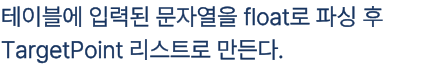 테이블에 입력된 문자열을 float로 파싱 후
TargetPoint 리스트로 만든다.